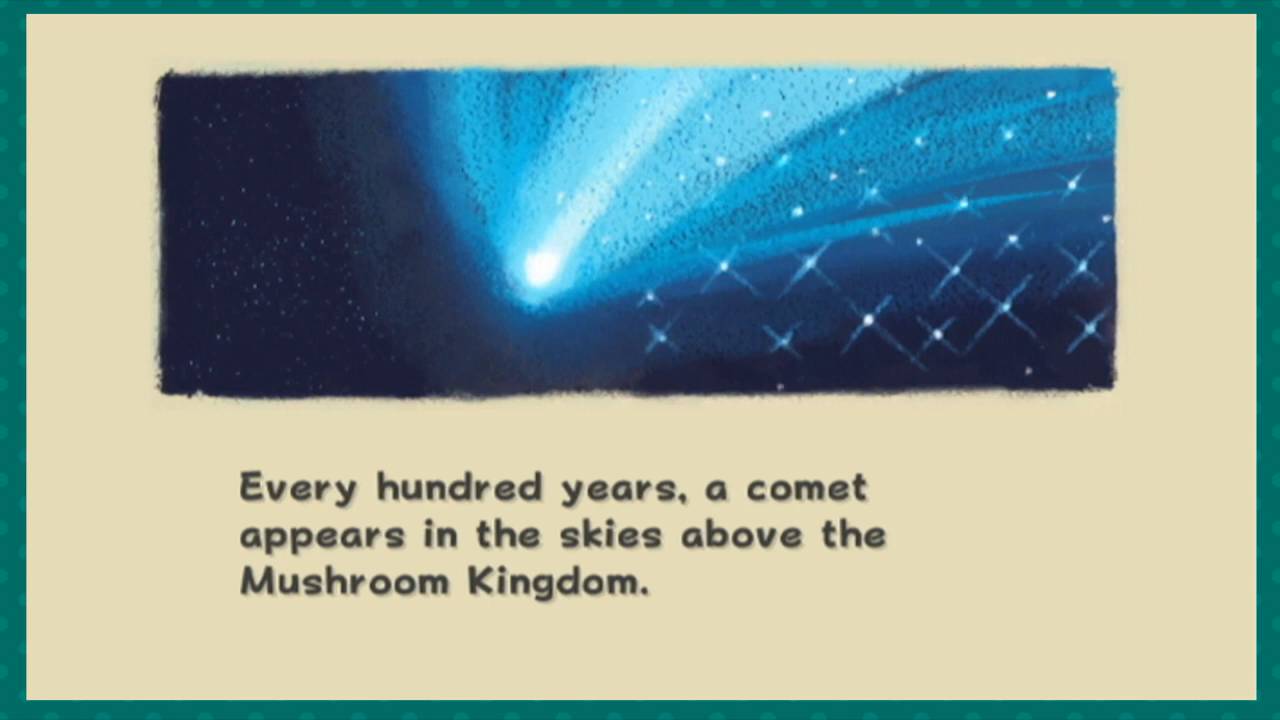 Every hundred years, a comet
appears in the skies above the
Mushroom Kingdom.